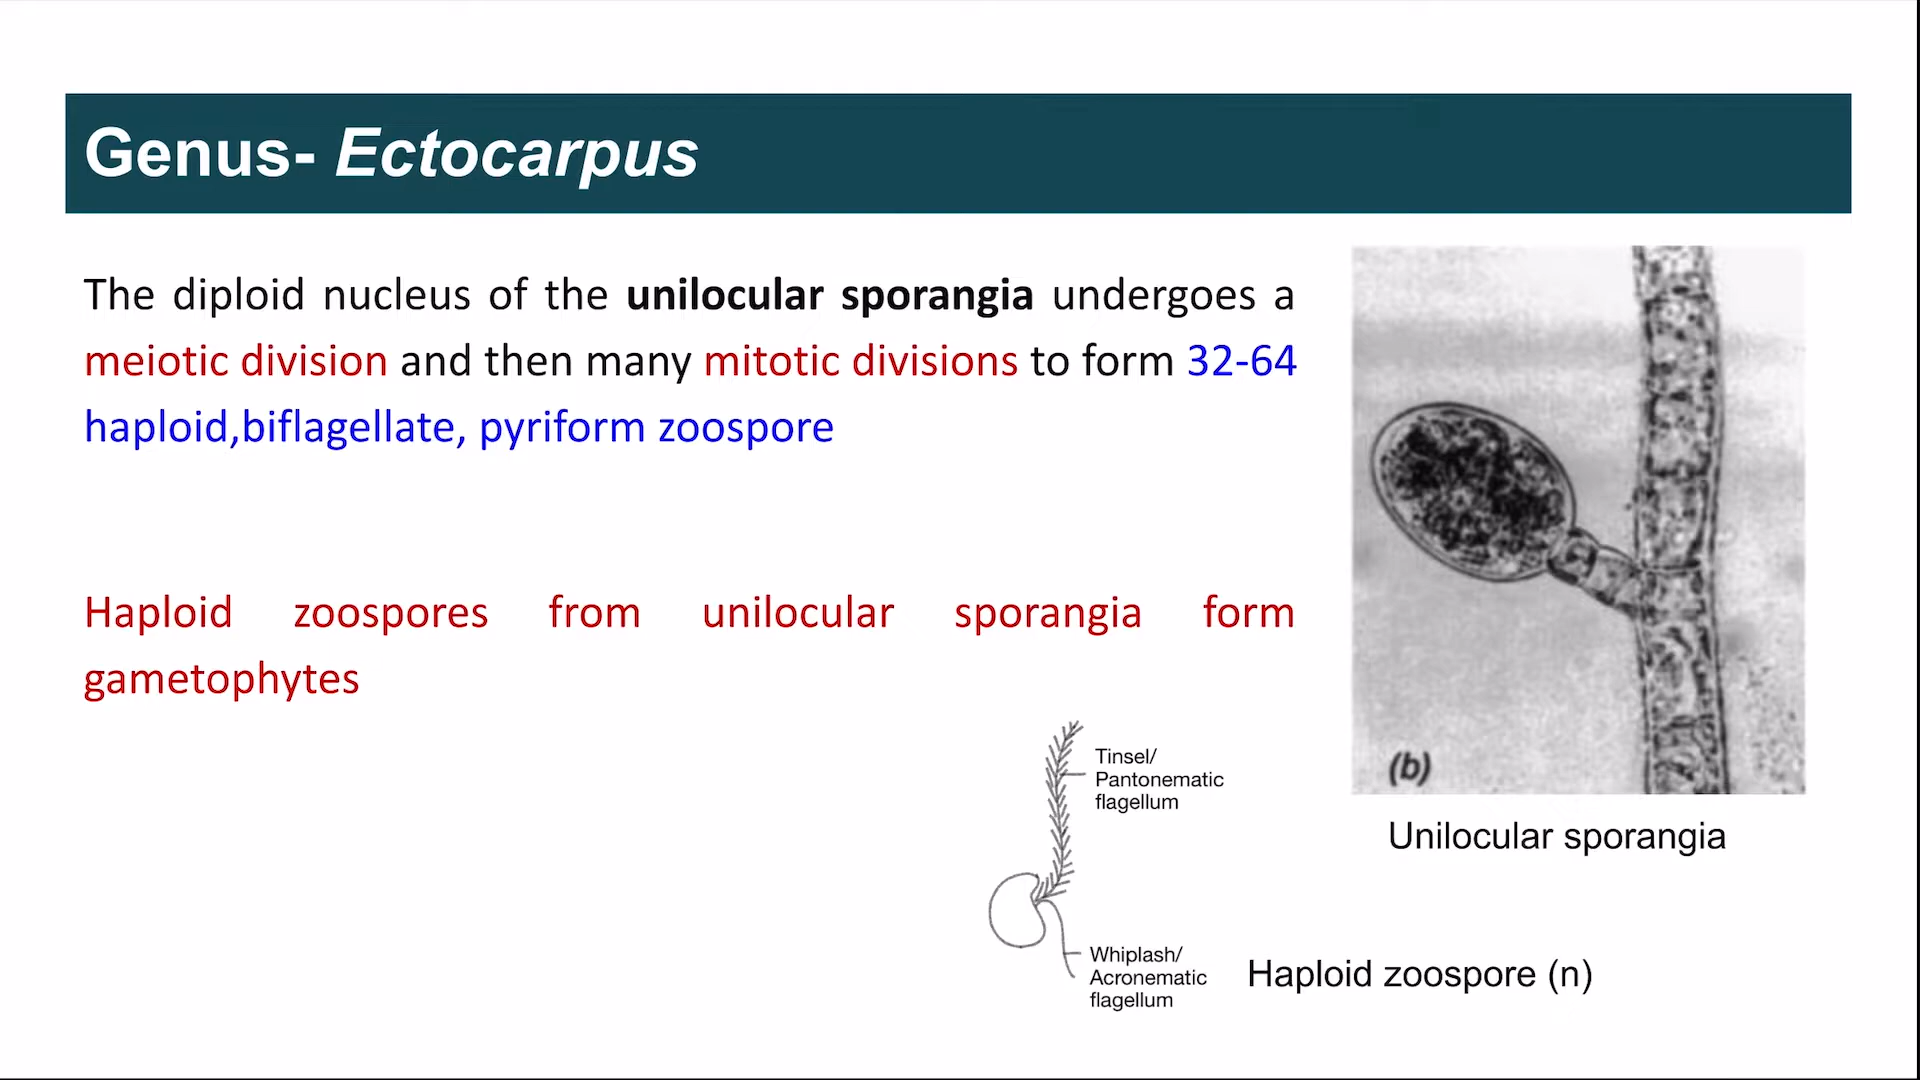 Genus- Ectocarpus
The diploid nucleus of the unilocular sporangia undergoes a
meiotic division and then many mitotic divisions to form 32-64
haploid,biflagellate, pyriform zoospore
Haploid zoospores from unilocular sporangia form
gametophytes
Tinsel/
Pantonematic
flagellum
(b)
Unilocular sporangia
Whiplash/
Acronematic
flagellum
Haploid zoospore (n)